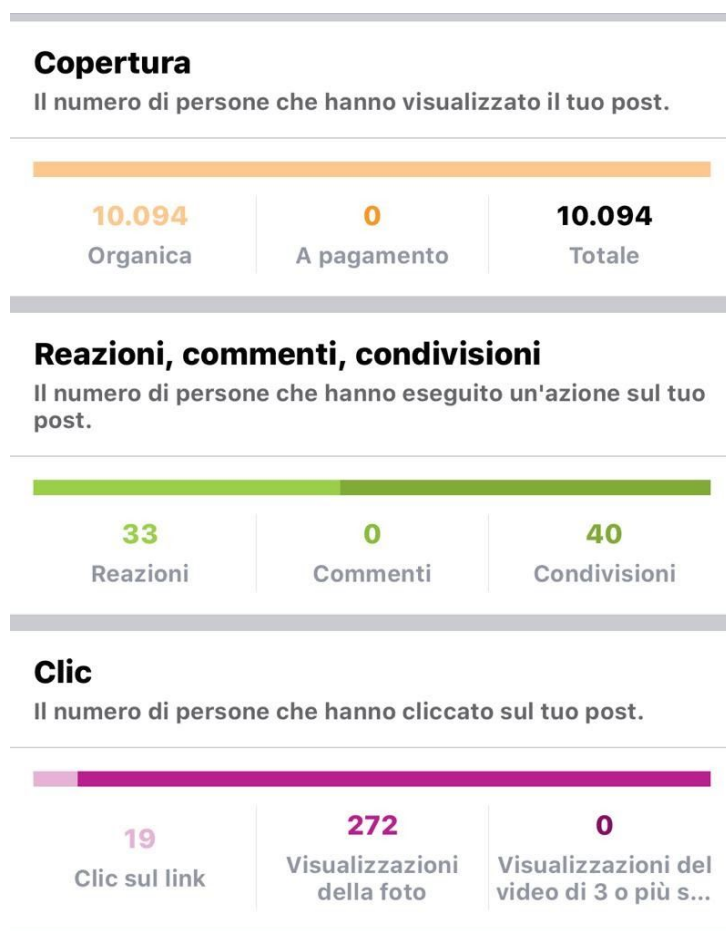 Copertura
Il numero di persone che hanno visualizzato il tuo post.
10.094 0 10.094
Organica A pagamento Totale
Reazioni, commenti, condivisioni
Il numero di persone che hanno eseguito un'azione sul tuo
post.
33 0 40
Reazioni Commenti Condivisioni
Clic
Il numero di persone che hanno cliccato sul tuo post.
19
Clic sul link
272
Visualizzazioni
della foto
0
Visualizzazioni del
video di 3 o più s...